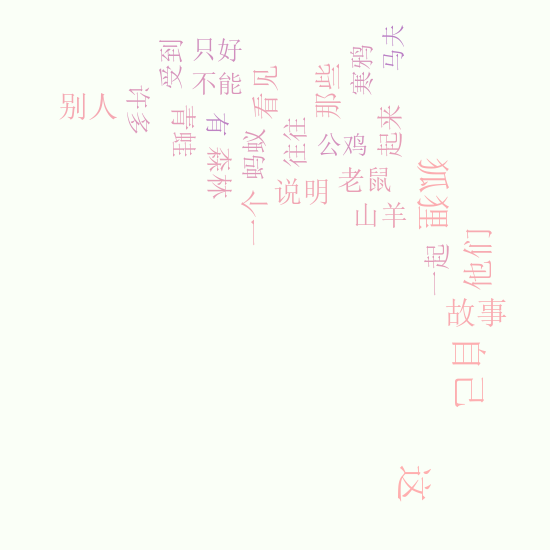 马夫
只好
受到
寒鸦
不能
那些
看见
别人
许多
青蛙
有
起来
往往
公鸡
蚂蚁
森林
老鼠
说明
一个
狐狸
山羊
一起
他们
故事
自己
这